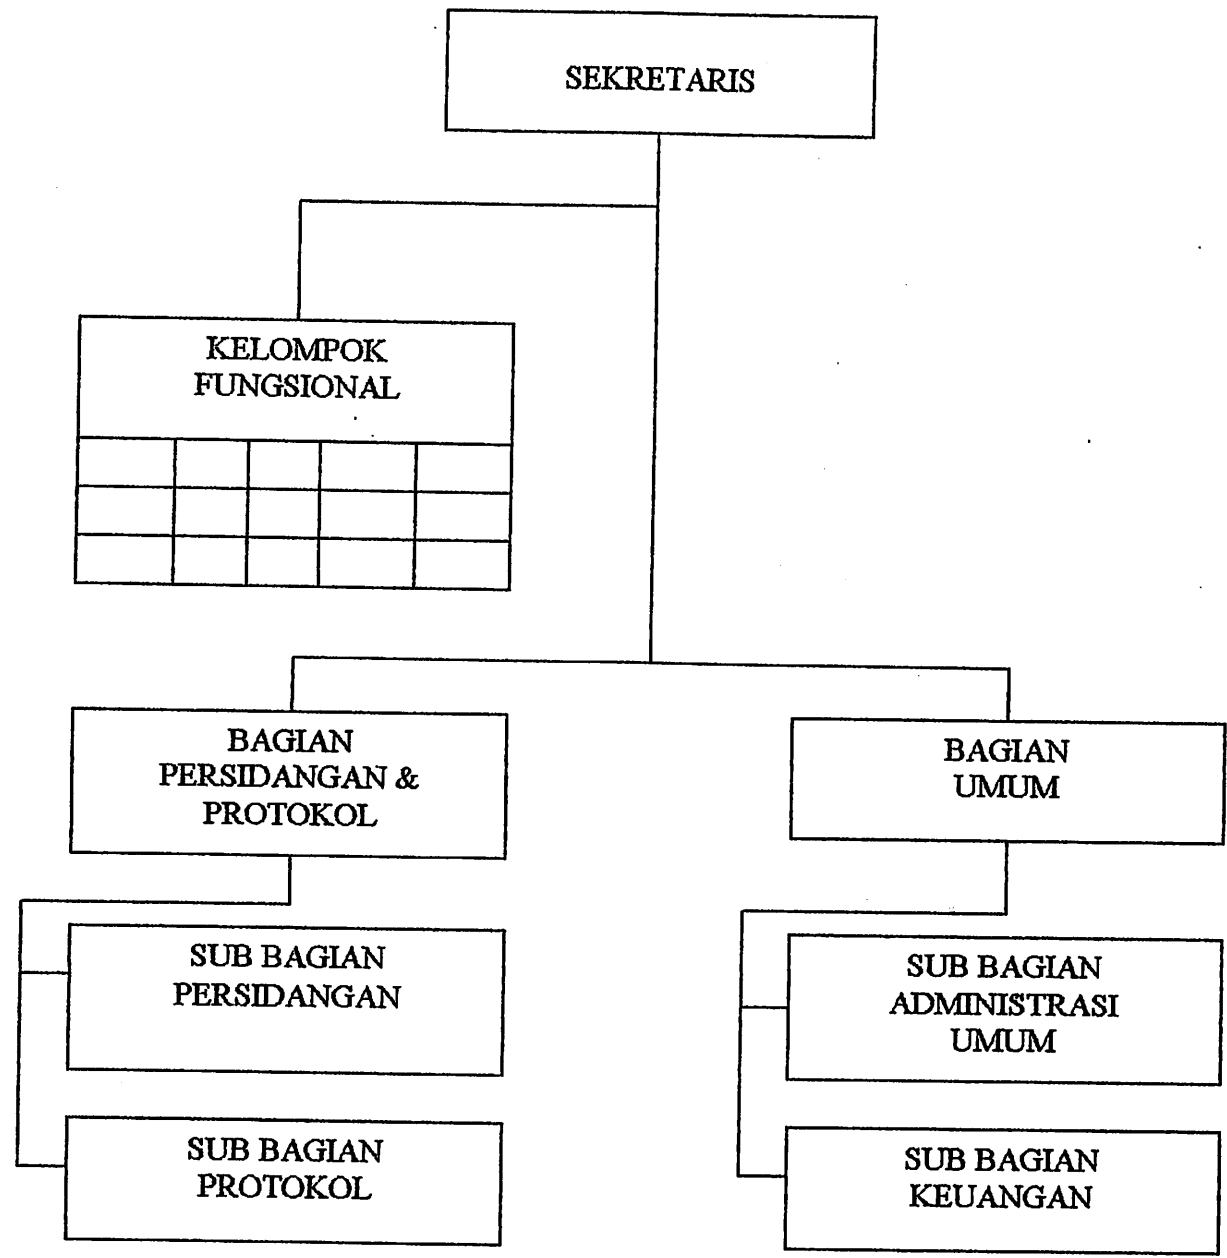 SEKRETARIS
KELOMPOK
FUNGSIONAL
BAGIAN
PERSIDANGAN &
PROTOKOL
BAGIAN
UMUM
SUB BAGIAN
PERSIDANGAN
SUB BAGIAN
ADMINISTRASI
UMUM
SUB BAGIAN
PROTOKOL
SUB BAGIAN
KEUANGAN